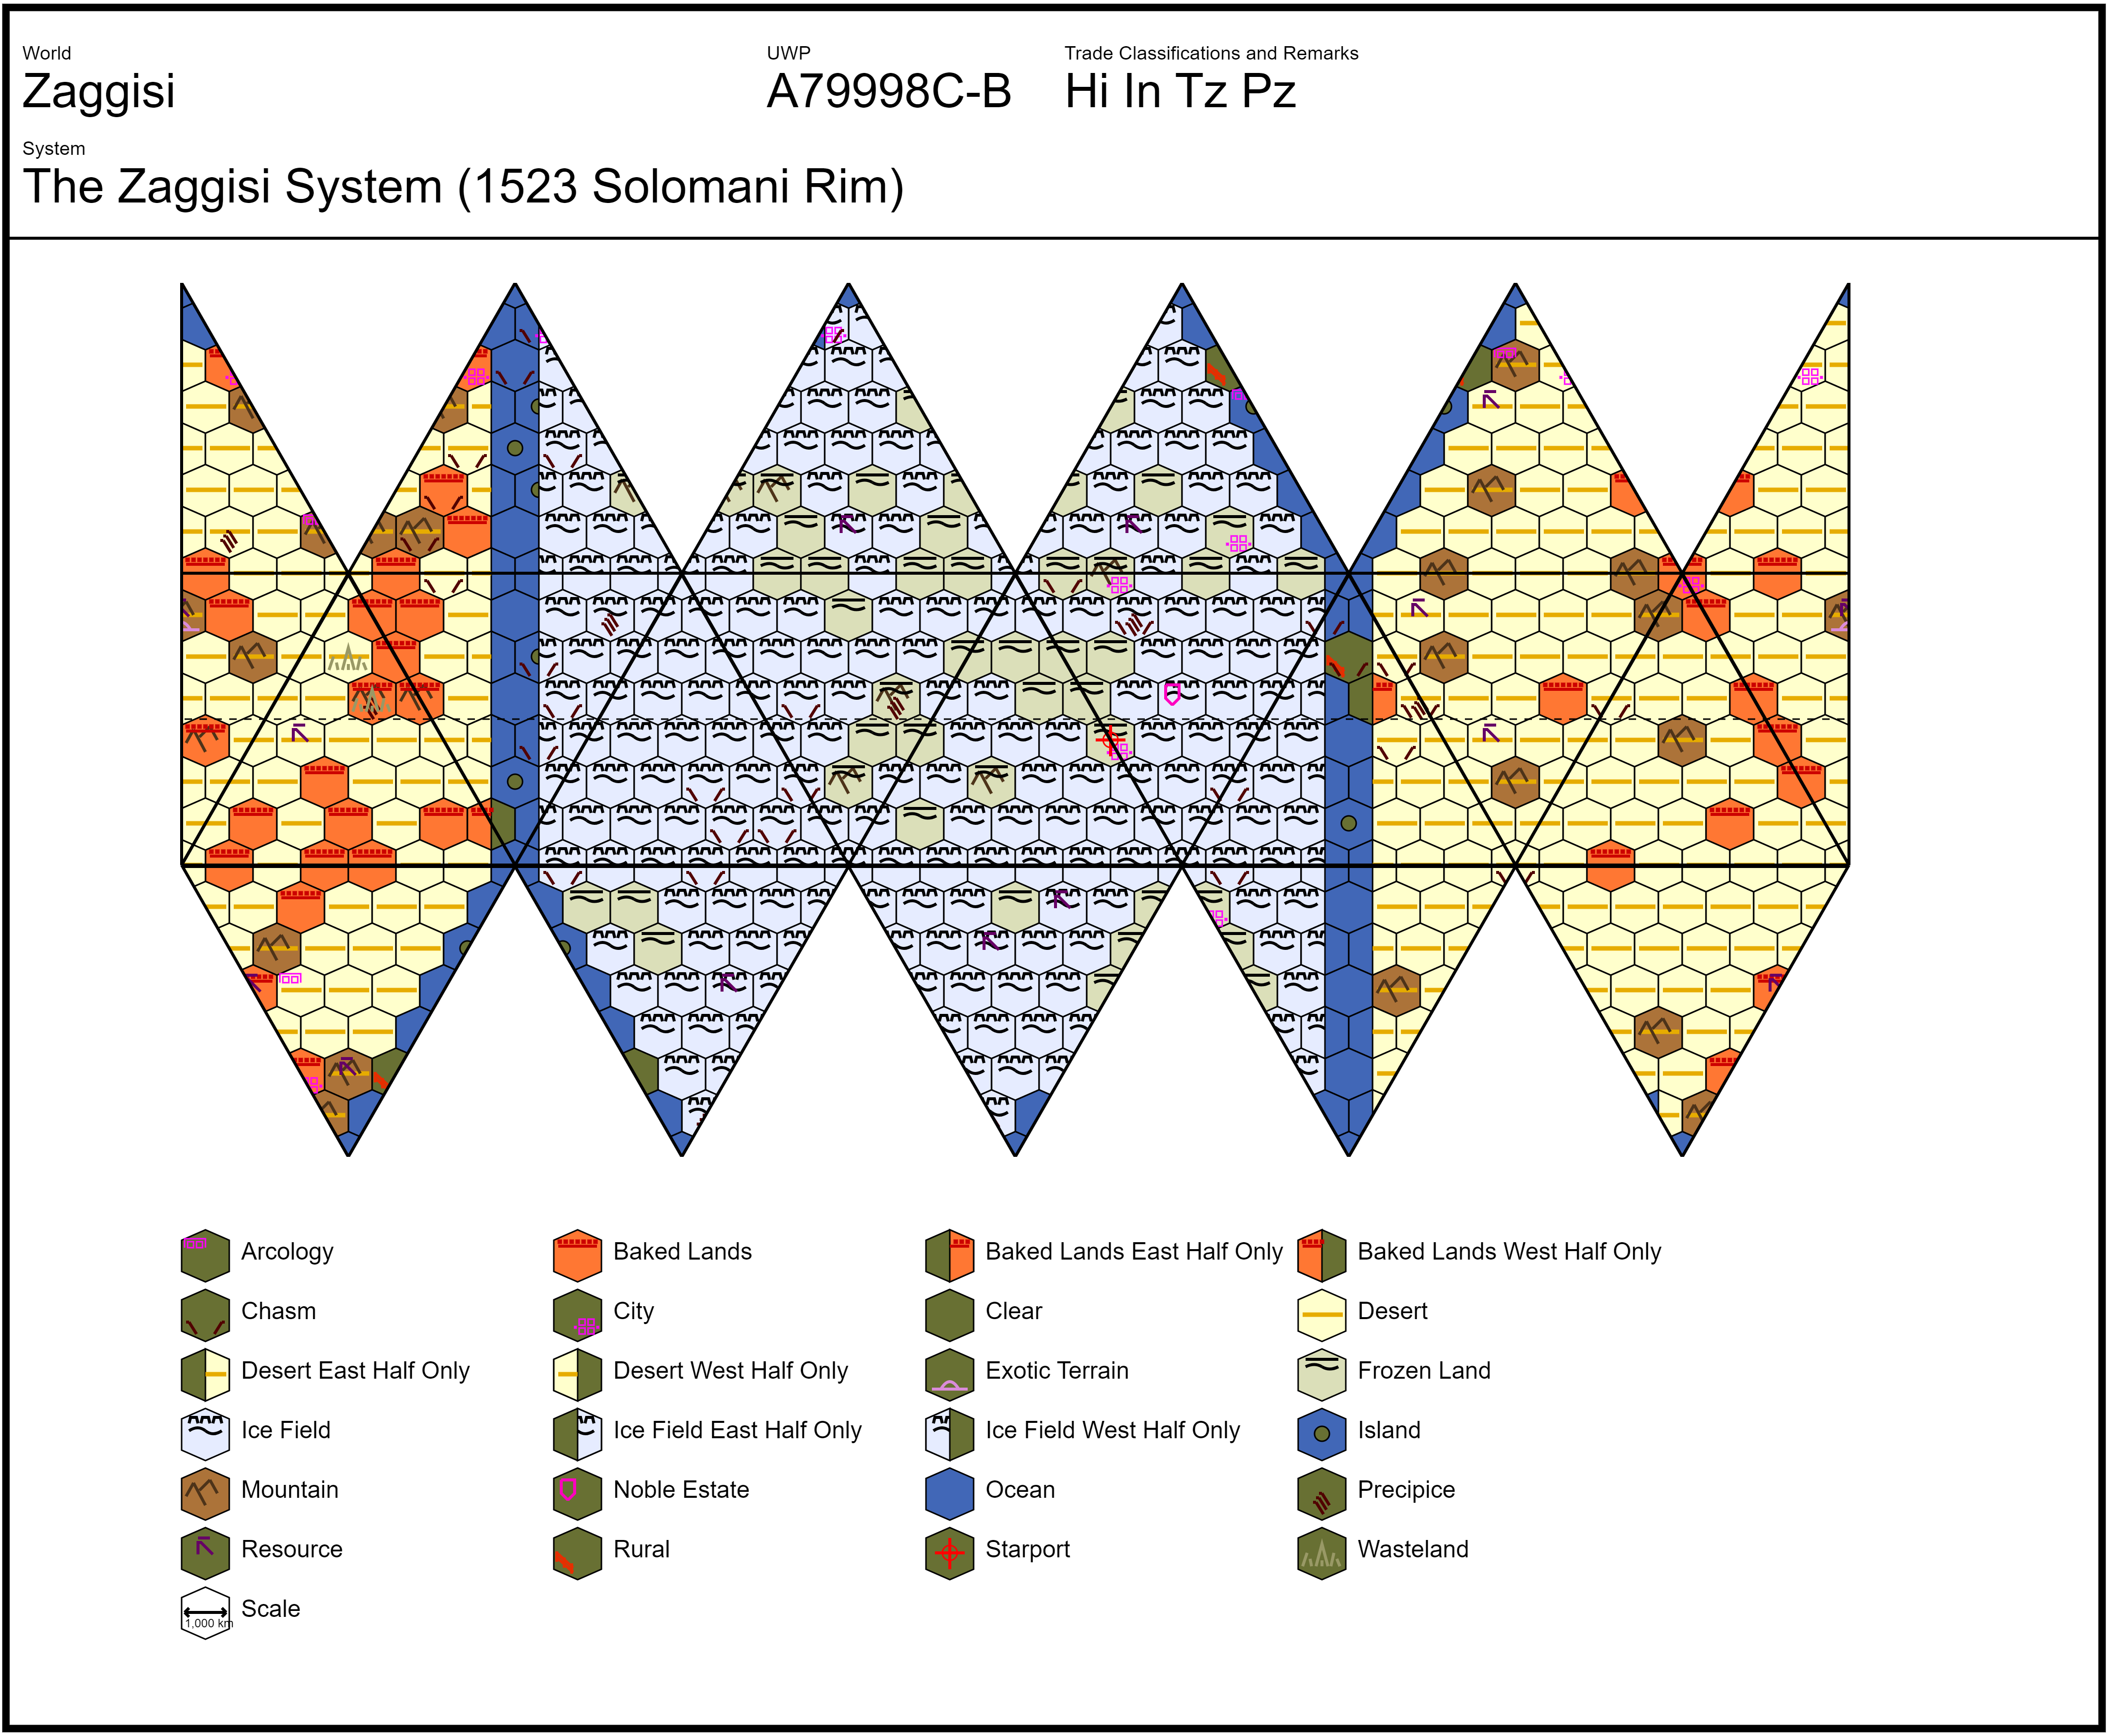 World
UWP
Trade Classifications and Remarks
Zaggisi
A79998C-B
Hi In Tz Pz
System
The Zaggisi System (1523 Solomani Rim)
Arcology
Baked Lands
Baked Lands East Half Only
Baked Lands West Half Only
Chasm
City
Clear
Desert
Desert East Half Only
Desert West Half Only
Exotic Terrain
Frozen Land
Ice Field
Ice Field East Half Only
Ice Field West Half Only
Island
Mountain
Noble Estate
Ocean
Precipice
Resource
Rural
Starport
Wasteland
Scale
1,000 km